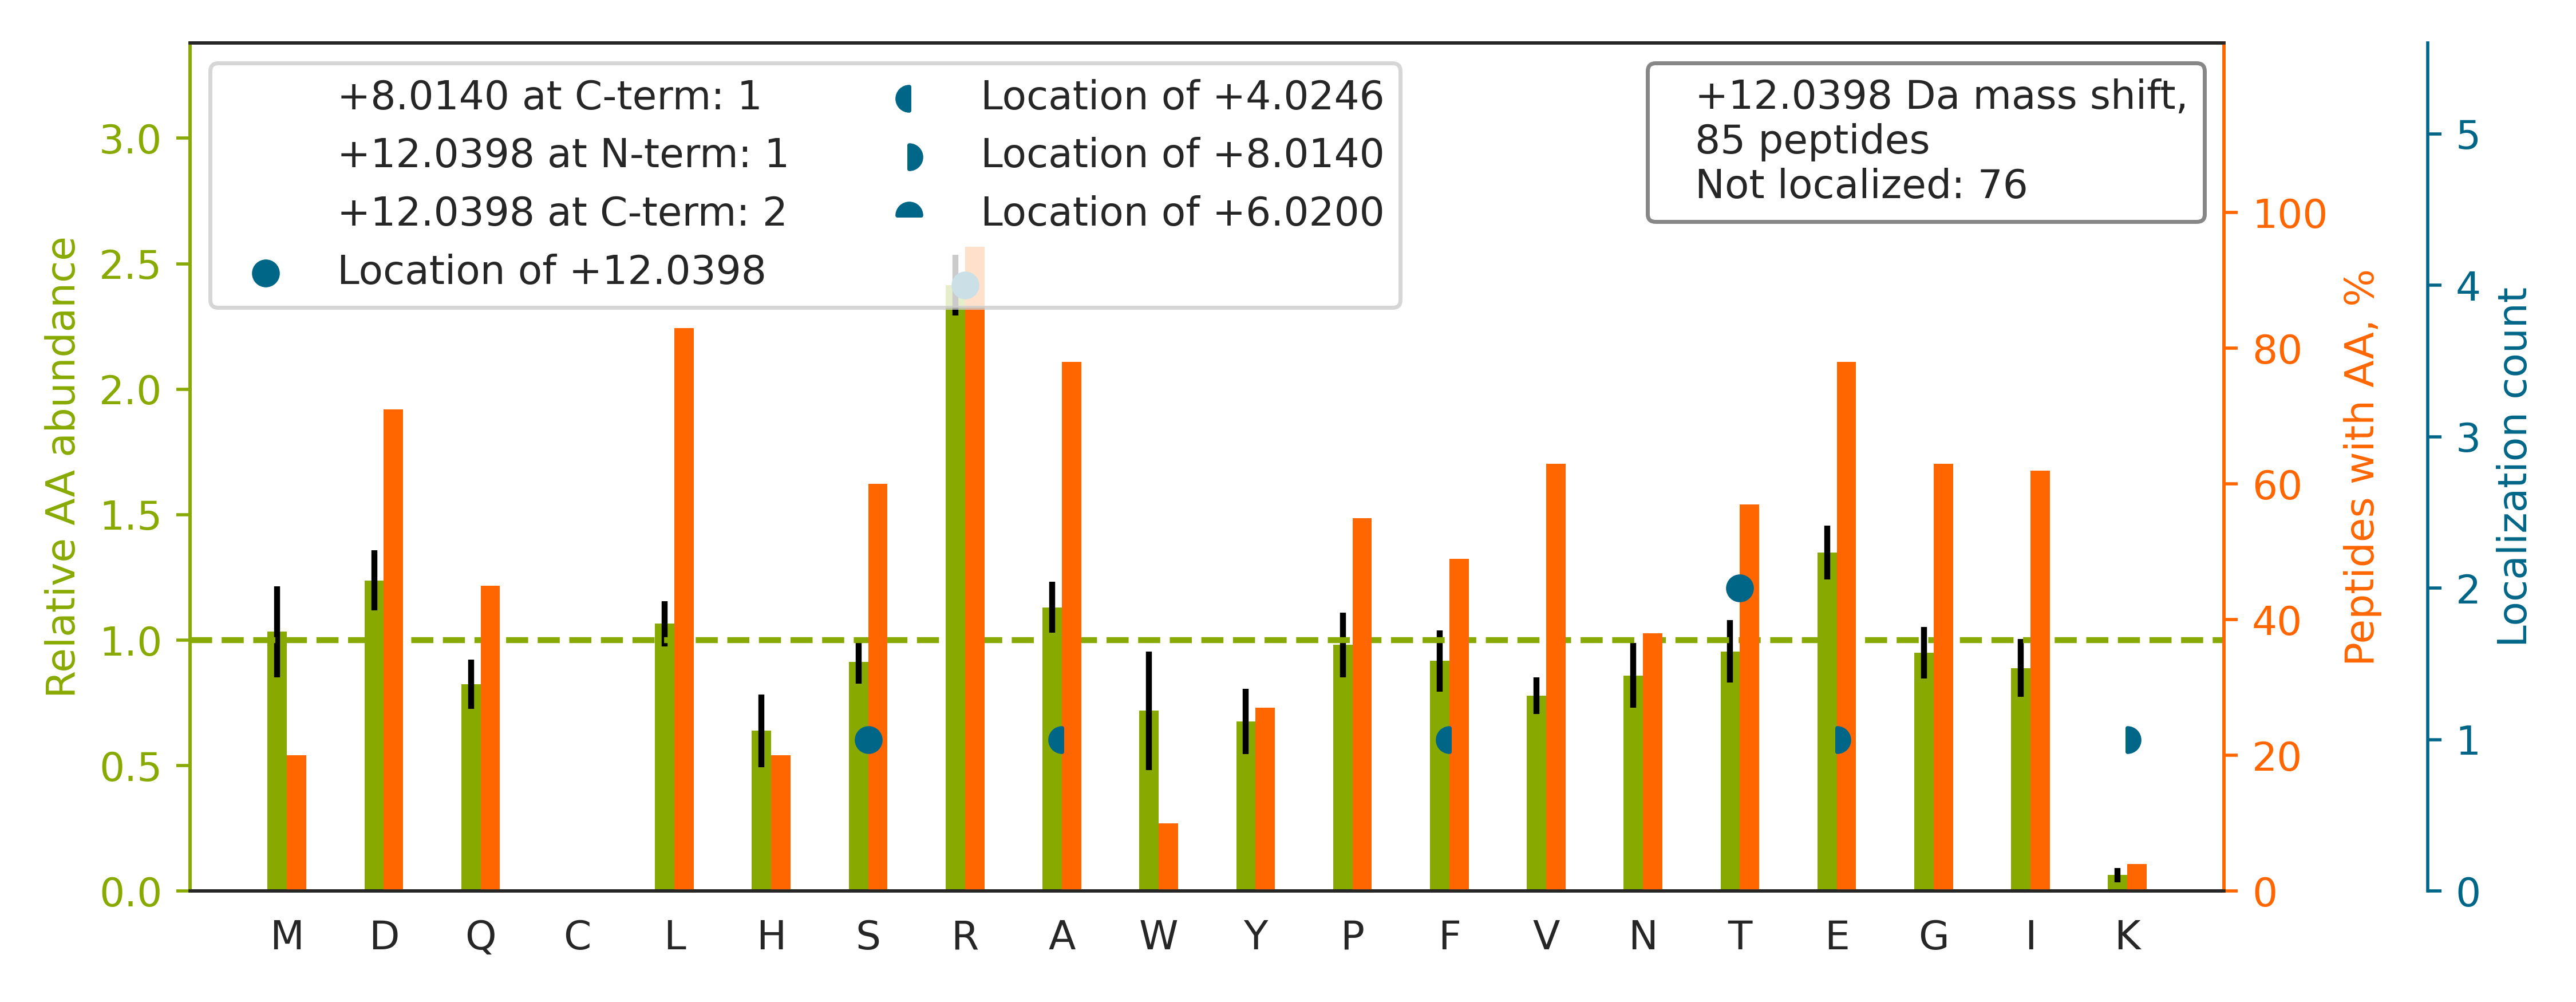 +8.0140 at C-term: 1
+12.0398 at N-term: 1
+12.0398 at C-term: 2
Location of +12.0398
Location of +4.0246
Location of +8.0140
Location of +6.0200
+12.0398 Da mass shift,
85 peptides
Not localized: 76
Relative AA abundance
3.0
2.5
2.0
1.5
1.0
0.5
0.0
100
80
60
40
20
0
Peptides with AA, %
5
4
3
2
1
0
Localization count
M D Q C L H S R A W Y P F V N T E G I K